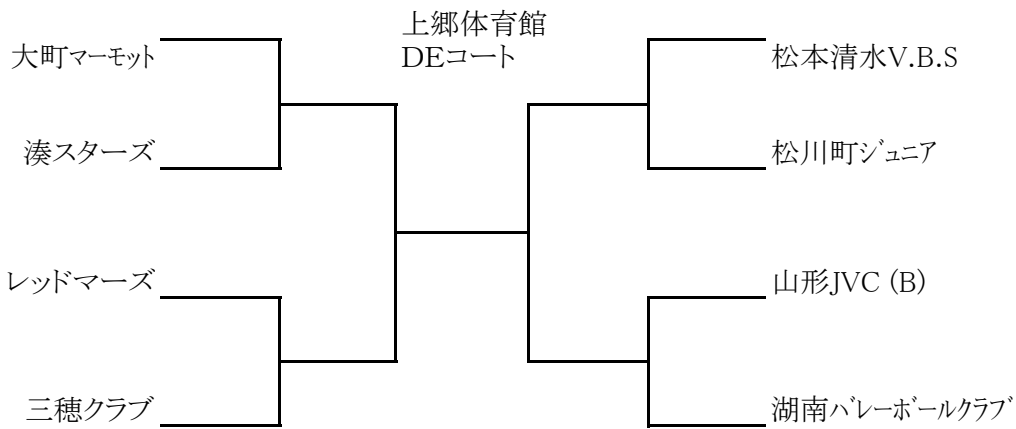 上郷体育館
DEコート
大町マーモット
湊スターズ
レッドマーズ
三穂クラブ
松本清水V.B.S
松川町ｼﾞｭﾆｱ
山形JVC (B)
湖南ﾊﾞﾚｰﾎﾞｰﾙｸﾗﾌﾞ